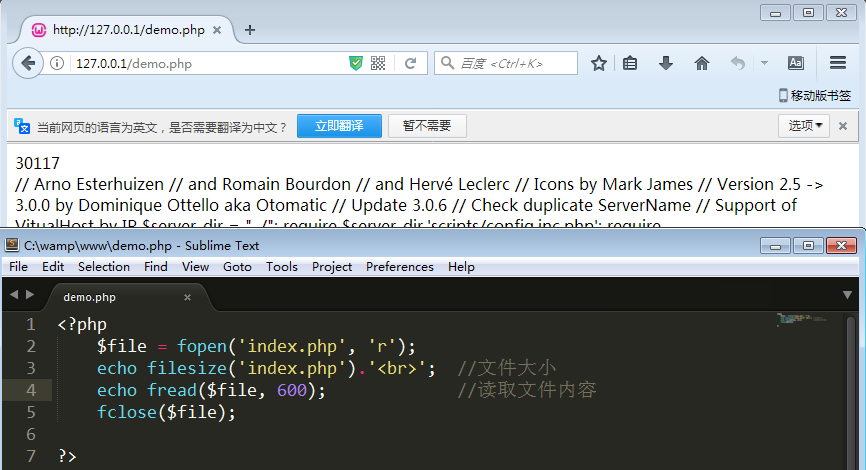 http://127.0.0.1/demo.php
127.0.0.1/demo.php
百度 <Ctrl+K>
移动版书签
当前网页的语言为英文，是否需要翻译为中文？ 立即翻译 暂不需要 选项
30117
// Arno Esterhuizen // and Romain Bourdon // and Hervé Leclerc // Icons by Mark James // Version 2.5 ->
3.0.0 by Dominique Ottello aka Otomatic // Update 3.0.6 // Check duplicate ServerName // Support of
VitualHost by IP $server_dir = "../"; require $server_dir.'scripts/config.inc.php'; require
C:\wamp\www\demo.php - Sublime Text
File Edit Selection Find View Goto Tools Project Preferences Help
demo.php
1 <?php
2 $file = fopen('index.php', 'r');
3 echo filesize('index.php').'<br>'; //文件大小
4 echo fread($file, 600); //读取文件内容
5 fclose($file);
6
7 ?>